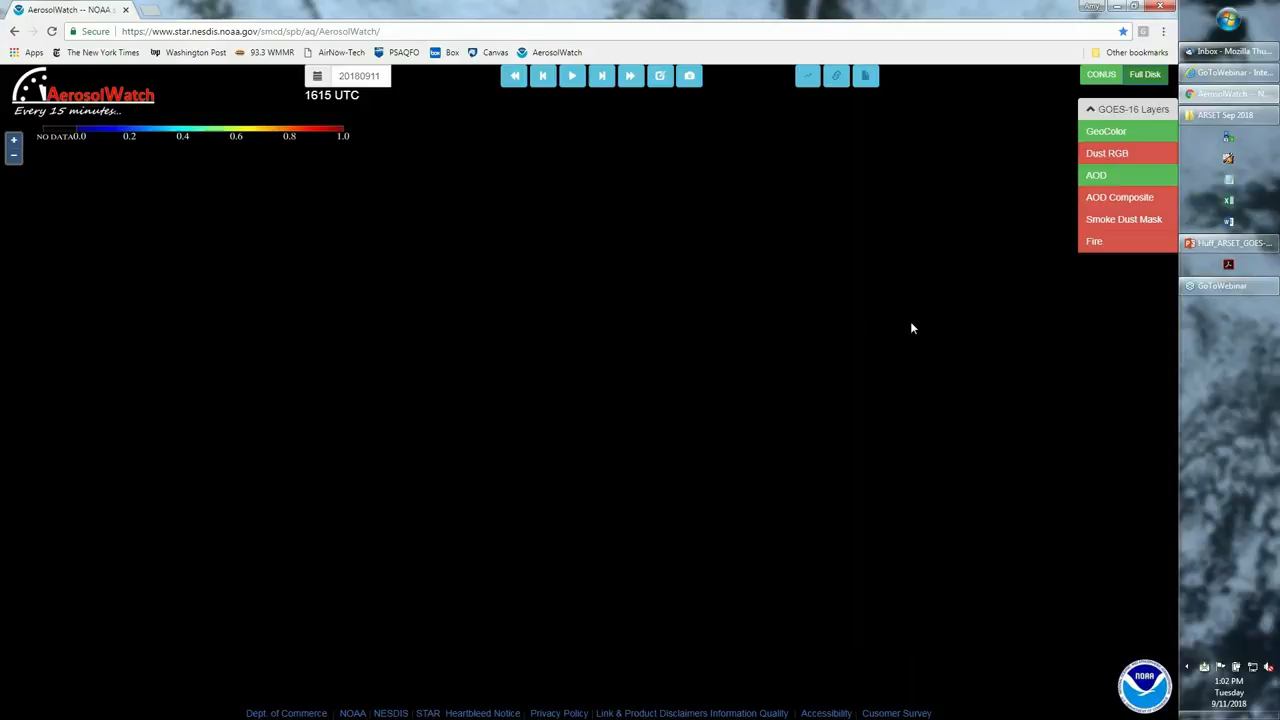 AerosolWatch -- NOAA
Amy
Secure
https://www.star.nesdis.noaa.gov/smcd/spb/aq/AerosolWatch/
Apps
The New York Times
Washington Post
93.3 WMMR
AirNow-Tech
PSAQFO
Box
Canvas
AerosolWatch
Other bookmarks
AerosolWatch
Every 15 minutes...
20180911
1615 UTC
CONUS
Full Disk
NO DATA 0.0 0.2 0.4 0.6 0.8 1.0
GOES-16 Layers
GeoColor
Dust RGB
AOD
AOD Composite
Smoke Dust Mask
Fire
Inbox - Mozilla Thu...
GoToWebinar - Inte...
AerosolWatch -- N...
ARSET Sep 2018
Huff_ARSET_GOES-...
GoToWebinar
NOAA
1:02 PM
Tuesday
9/11/2018
Dept. of Commerce | NOAA | NESDIS | STAR Heartbleed Notice | Privacy Policy | Link & Product Disclaimers Information Quality | Accessibility | Cusomer Survey